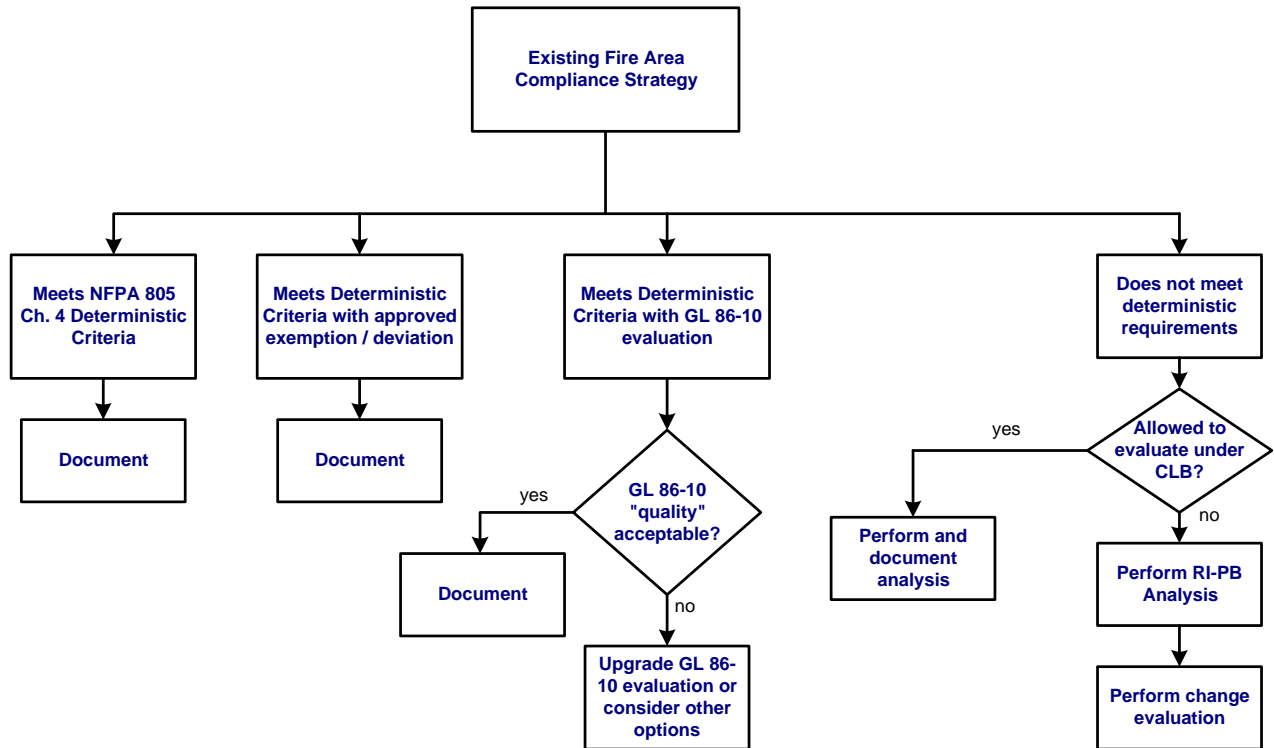 Existing Fire Area
Compliance Strategy
Meets NFPA 805
Ch. 4 Deterministic
Criteria
Meets Deterministic
Criteria with approved
exemption / deviation
Meets Deterministic
Criteria with GL 86-10
evaluation
Does not meet
deterministic
requirements
Document
Document
GL 86-10
"quality"
acceptable?
yes
Document
no
Upgrade GL 86-
10 evaluation or
consider other
options
Allowed to
evaluate under
CLB?
yes
Perform and
document
analysis
no
Perform RI-PB
Analysis
Perform change
evaluation